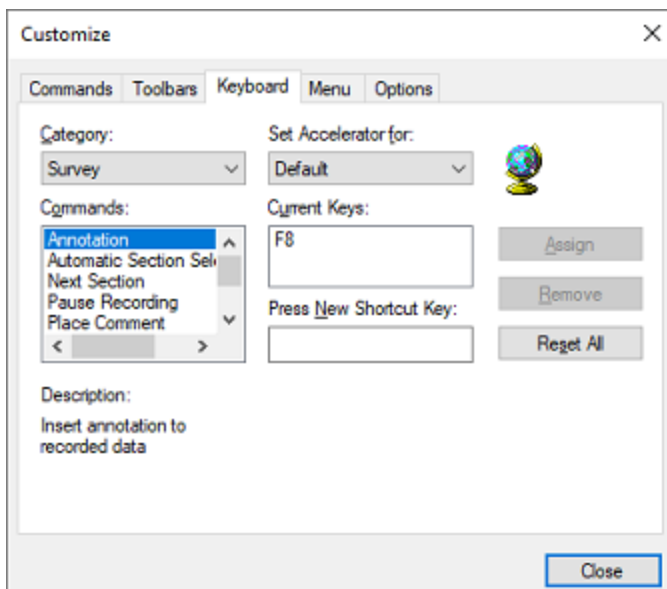 Customize
Commands Toolbars Keyboard Menu Options
Category:
Survey
Set Accelerator for:
Default
Commands:
Annotation
Automatic Section Sele
Next Section
Pause Recording
Place Comment
Current Keys:
F8
Press New Shortcut Key:
Assign
Remove
Reset All
Description:
Insert annotation to
recorded data
Close